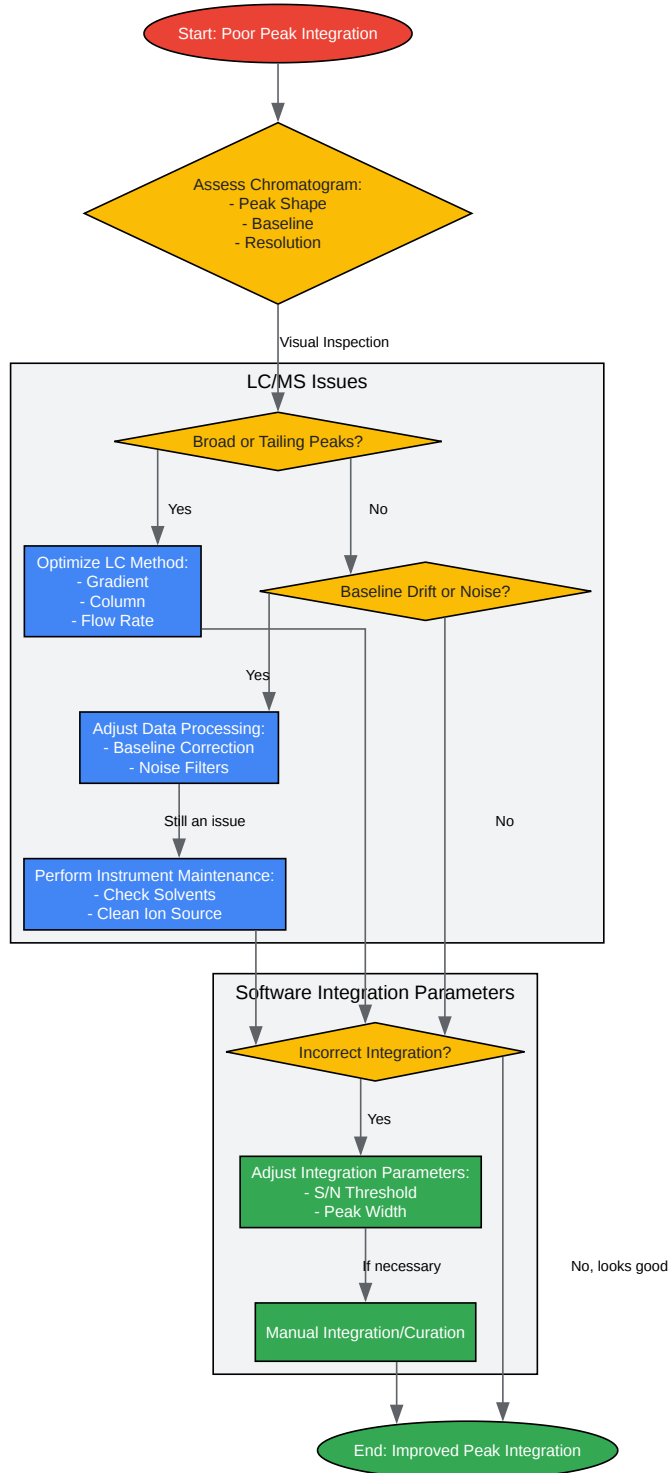 Start: Poor Peak Integration
Assess Chromatogram:
- Peak Shape
- Baseline
- Resolution
Visual Inspection
LC/MS Issues
Broad or Tailing Peaks?
Yes
No
Optimize LC Method:
- Gradient
- Column
- Flow Rate
Baseline Drift or Noise?
Yes
Adjust Data Processing:
- Baseline Correction
- Noise Filters
Still an issue
No
Perform Instrument Maintenance:
- Check Solvents
- Clean Ion Source
Software Integration Parameters
Incorrect Integration?
Yes
Adjust Integration Parameters:
- S/N Threshold
- Peak Width
If necessary
No, looks good
Manual Integration/Curation
End: Improved Peak Integration